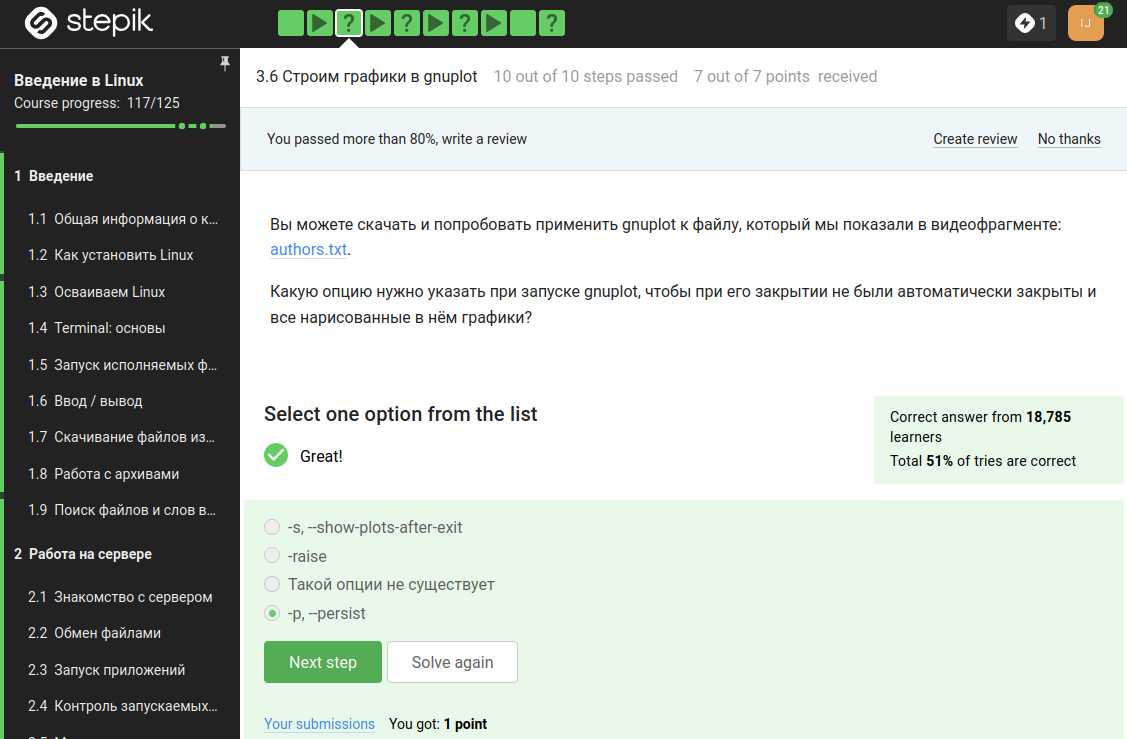 stepik
?
?
?
?
1
IJ
21
Введение в Linux
Course progress: 117/125
1 Введение
1.1 Общая информация о к...
1.2 Как установить Linux
1.3 Осваиваем Linux
1.4 Terminal: основы
1.5 Запуск исполняемых ф...
1.6 Ввод / вывод
1.7 Скачивание файлов из...
1.8 Работа с архивами
1.9 Поиск файлов и слов в...
2 Работа на сервере
2.1 Знакомство с сервером
2.2 Обмен файлами
2.3 Запуск приложений
2.4 Контроль запускаемых...
3.6 Строим графики в gnuplot 10 out of 10 steps passed 7 out of 7 points received
You passed more than 80%, write a review
Create review No thanks
Вы можете скачать и попробовать применить gnuplot к файлу, который мы показали в видеофрагменте:
authors.txt.
Какую опцию нужно указать при запуске gnuplot, чтобы при его закрытии не были автоматически закрыты и
все нарисованные в нём графики?
Select one option from the list
Great!
Correct answer from 18,785
learners
Total 51% of tries are correct
-s, --show-plots-after-exit
-raise
Такой опции не существует
-p, --persist
Next step
Solve again
Your submissions You got: 1 point